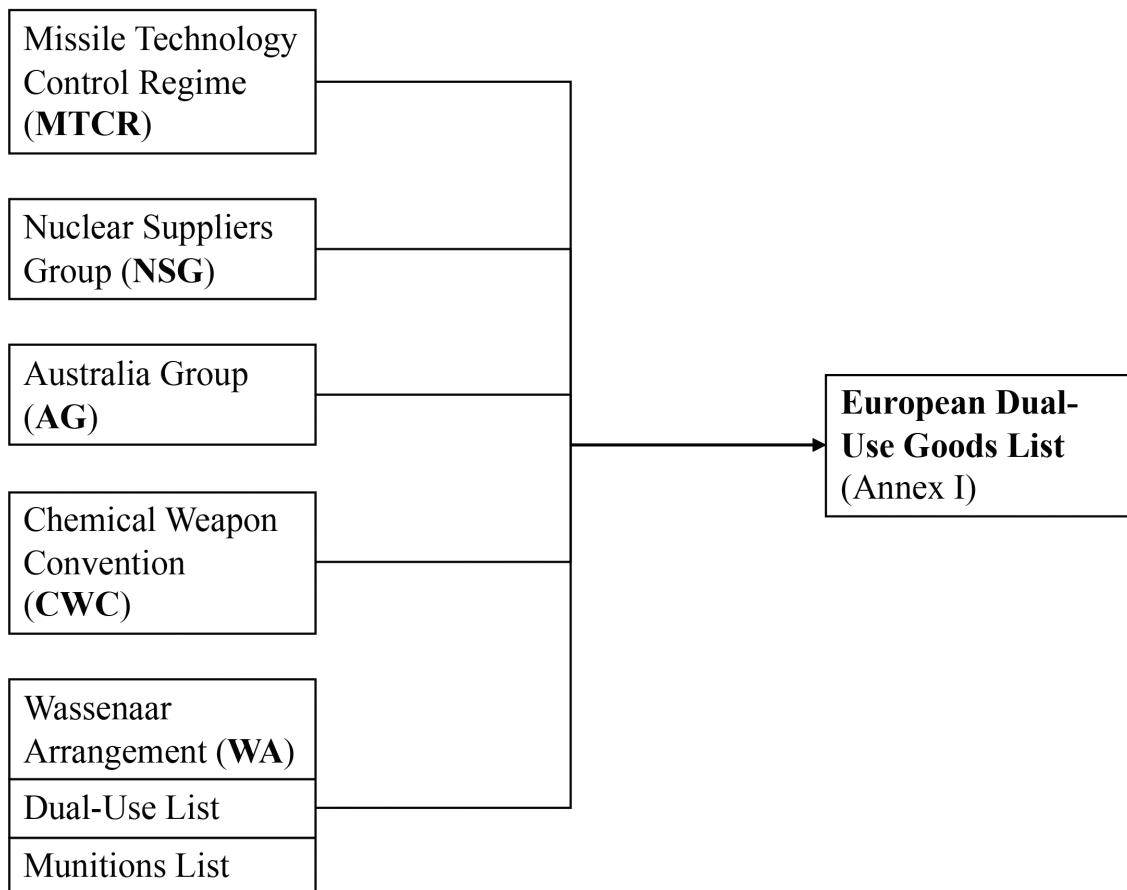 Missile Technology
Control Regime
(MTCR)
Nuclear Suppliers
Group (NSG)
Australia Group
(AG)
Chemical Weapon
Convention
(CWC)
Wassenaar
Arrangement (WA)
Dual-Use List
Munitions List
European Dual-
Use Goods List
(Annex I)